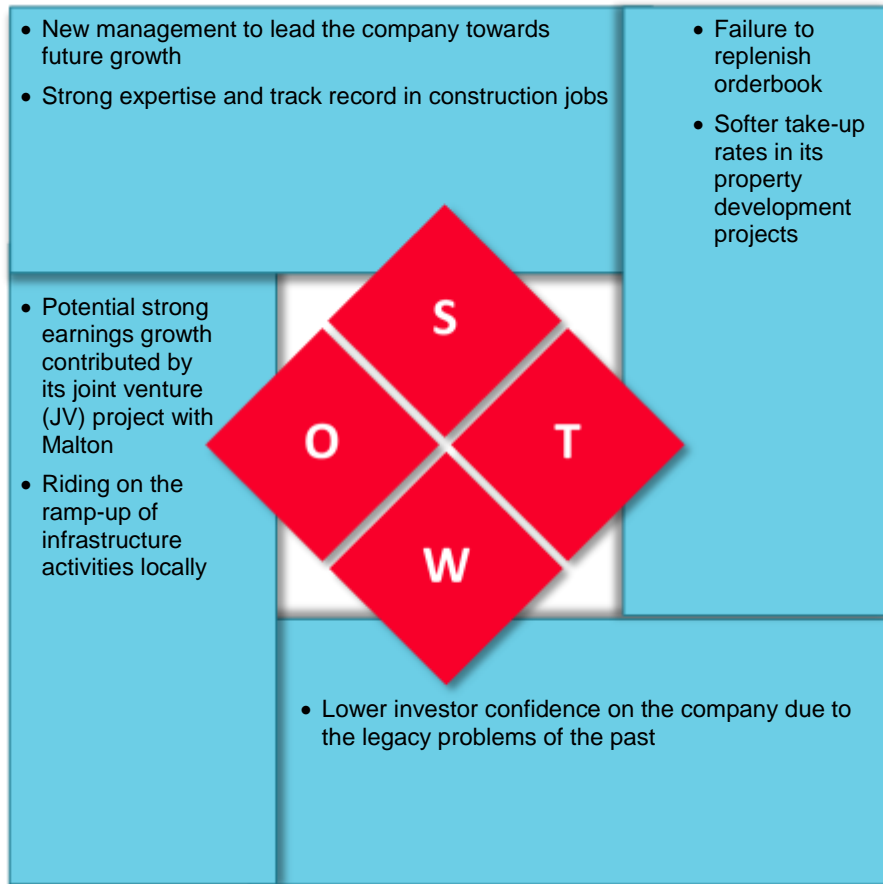 • New management to lead the company towards
future growth
• Strong expertise and track record in construction jobs
• Failure to
replenish
orderbook
• Softer take-up
rates in its
property
development
projects
• Potential strong
earnings growth
contributed by
its joint venture
(JV) project with
Malton
• Riding on the
ramp-up of
infrastructure
activities locally
S
O
T
W
• Lower investor confidence on the company due to
the legacy problems of the past